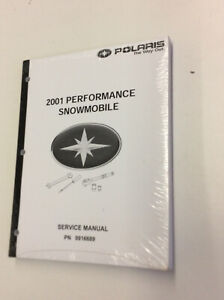 POLARIS
The Way Out.
2001 PERFORMANCE
SNOWMOBILE
SERVICE MANUAL
PN 9916689